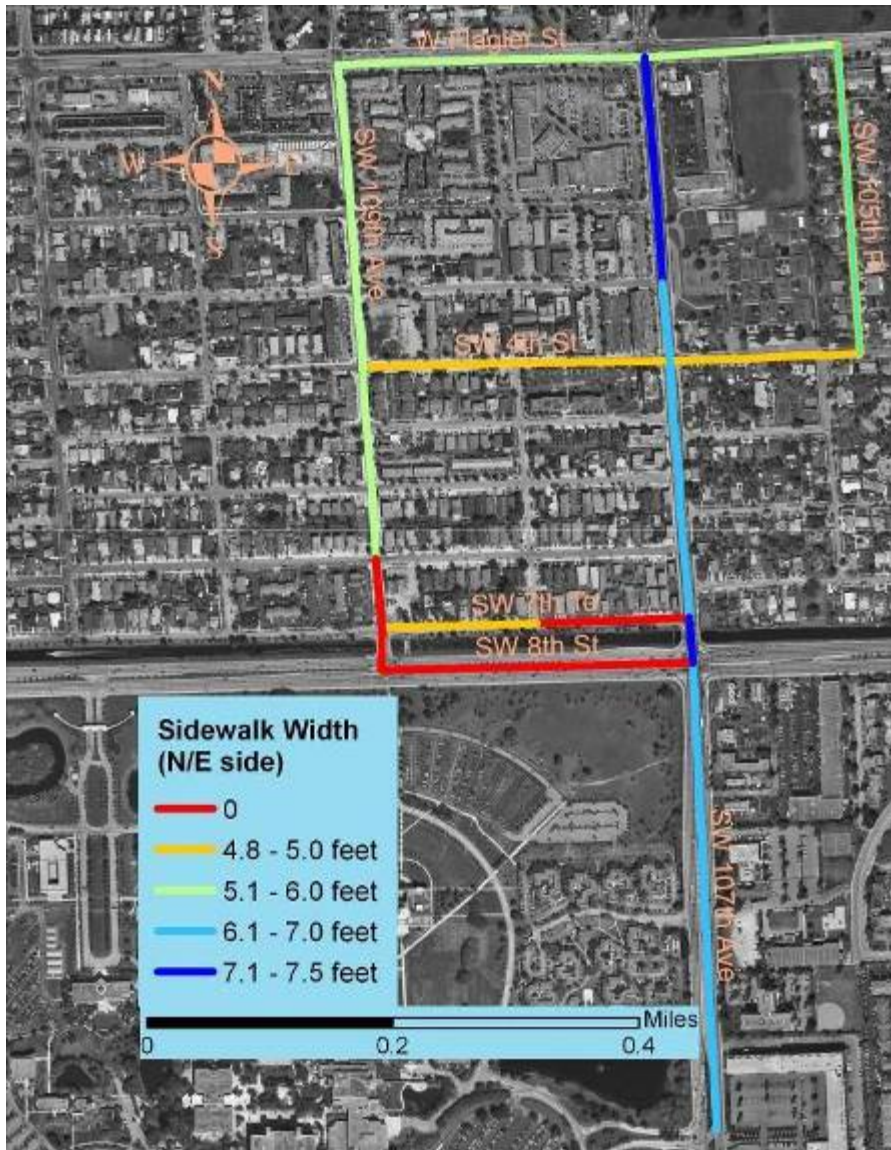 W Flagler St
N
W
E
S
SW 109th Ave
SW 105th Pl
SW 4th St
SW 7th Te
SW 8th St
SW 107th Ave
Sidewalk Width
(N/E side)
0
4.8 - 5.0 feet
5.1 - 6.0 feet
6.1 - 7.0 feet
7.1 - 7.5 feet
Miles
0 0.2 0.4